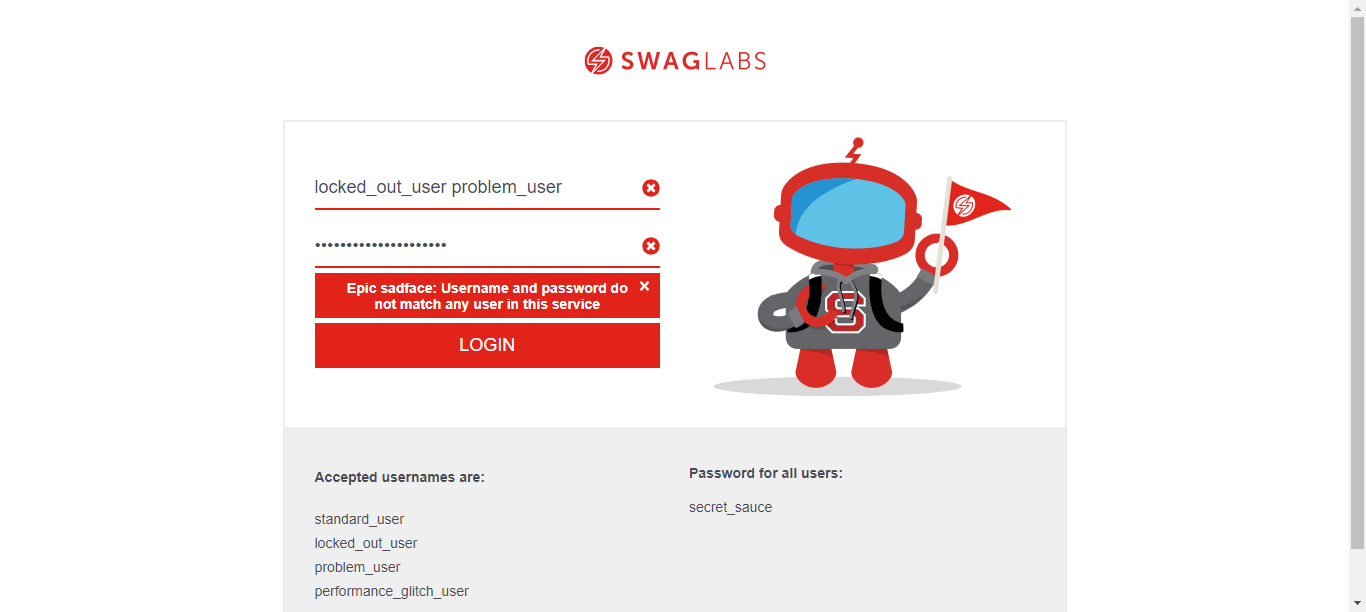 SWAGLABS
locked_out_user problem_user
•••••••••••••••••••••
Epic sadface: Username and password do
not match any user in this service
LOGIN
S
Accepted usernames are:
standard_user
locked_out_user
problem_user
performance_glitch_user
Password for all users:
secret_sauce